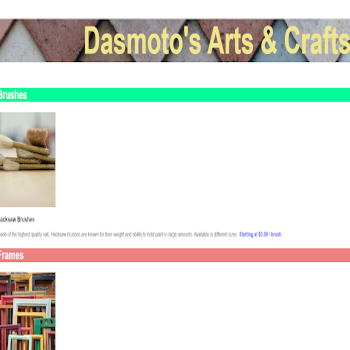 Dasmoto's Arts & Crafts
Brushes
Hacksaw Brushes
Made of the highest quality oak, Hacksaw brushes are known for their weight and ability to hold paint in large amounts. Available in different sizes. Starting at $3.00 / brush.
Frames